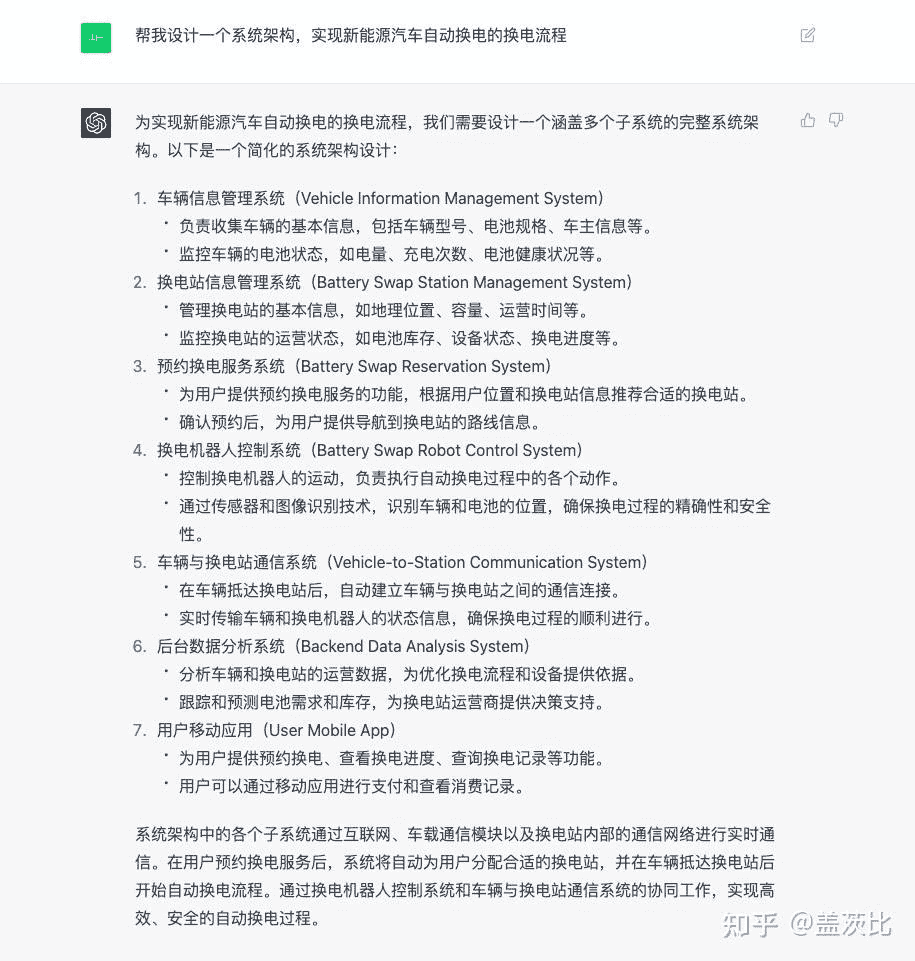 帮我设计一个系统架构，实现新能源汽车自动换电的换电流程
为实现新能源汽车自动换电的换电流程，我们需要设计一个涵盖多个子系统的完整系统架
构。以下是一个简化的系统架构设计：
1. 车辆信息管理系统（Vehicle Information Management System）
· 负责收集车辆的基本信息，包括车辆型号、电池规格、车主信息等。
· 监控车辆的电池状态，如电量、充电次数、电池健康状况等。
2. 换电站信息管理系统（Battery Swap Station Management System）
· 管理换电站的基本信息，如地理位置、容量、运营时间等。
· 监控换电站的运营状态，如电池库存、设备状态、换电进度等。
3. 预约换电服务系统（Battery Swap Reservation System）
· 为用户提供预约换电服务的功能，根据用户位置和换电站信息推荐合适的换电站。
· 确认预约后，为用户提供导航到换电站的路线信息。
4. 换电机器人控制系统（Battery Swap Robot Control System）
· 控制换电机器人的运动，负责执行自动换电过程中的各个动作。
· 通过传感器和图像识别技术，识别车辆和电池的位置，确保换电过程的精确性和安全
性。
5. 车辆与换电站通信系统（Vehicle-to-Station Communication System）
· 在车辆抵达换电站后，自动建立车辆与换电站之间的通信连接。
· 实时传输车辆和换电机器人的状态信息，确保换电过程的顺利进行。
6. 后台数据分析系统（Backend Data Analysis System）
· 分析车辆和换电站的运营数据，为优化换电流程和设备提供依据。
· 跟踪和预测电池需求和库存，为换电站运营商提供决策支持。
7. 用户移动应用（User Mobile App）
· 为用户提供预约换电、查看换电进度、查询换电记录等功能。
· 用户可以通过移动应用进行支付和查看消费记录。
系统架构中的各个子系统通过互联网、车载通信模块以及换电站内部的通信网络进行实时通
信。在用户预约换电服务后，系统将自动为用户分配合适的换电站，并在车辆抵达换电站后
开始自动换电流程。通过换电机器人控制系统和车辆与换电站通信系统的协同工作，实现高
效、安全的自动换电过程。
知乎 @盖茨比